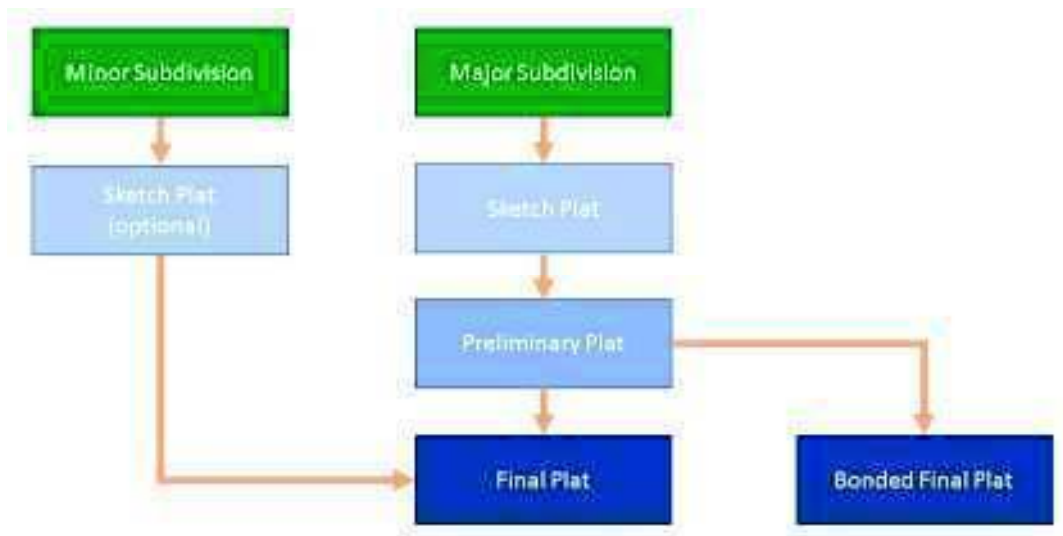 Minor Subdivision
Major Subdivision
Sketch Plat
(optional)
Sketch Plat
Preliminary Plat
Final Plat
Bonded Final Plat